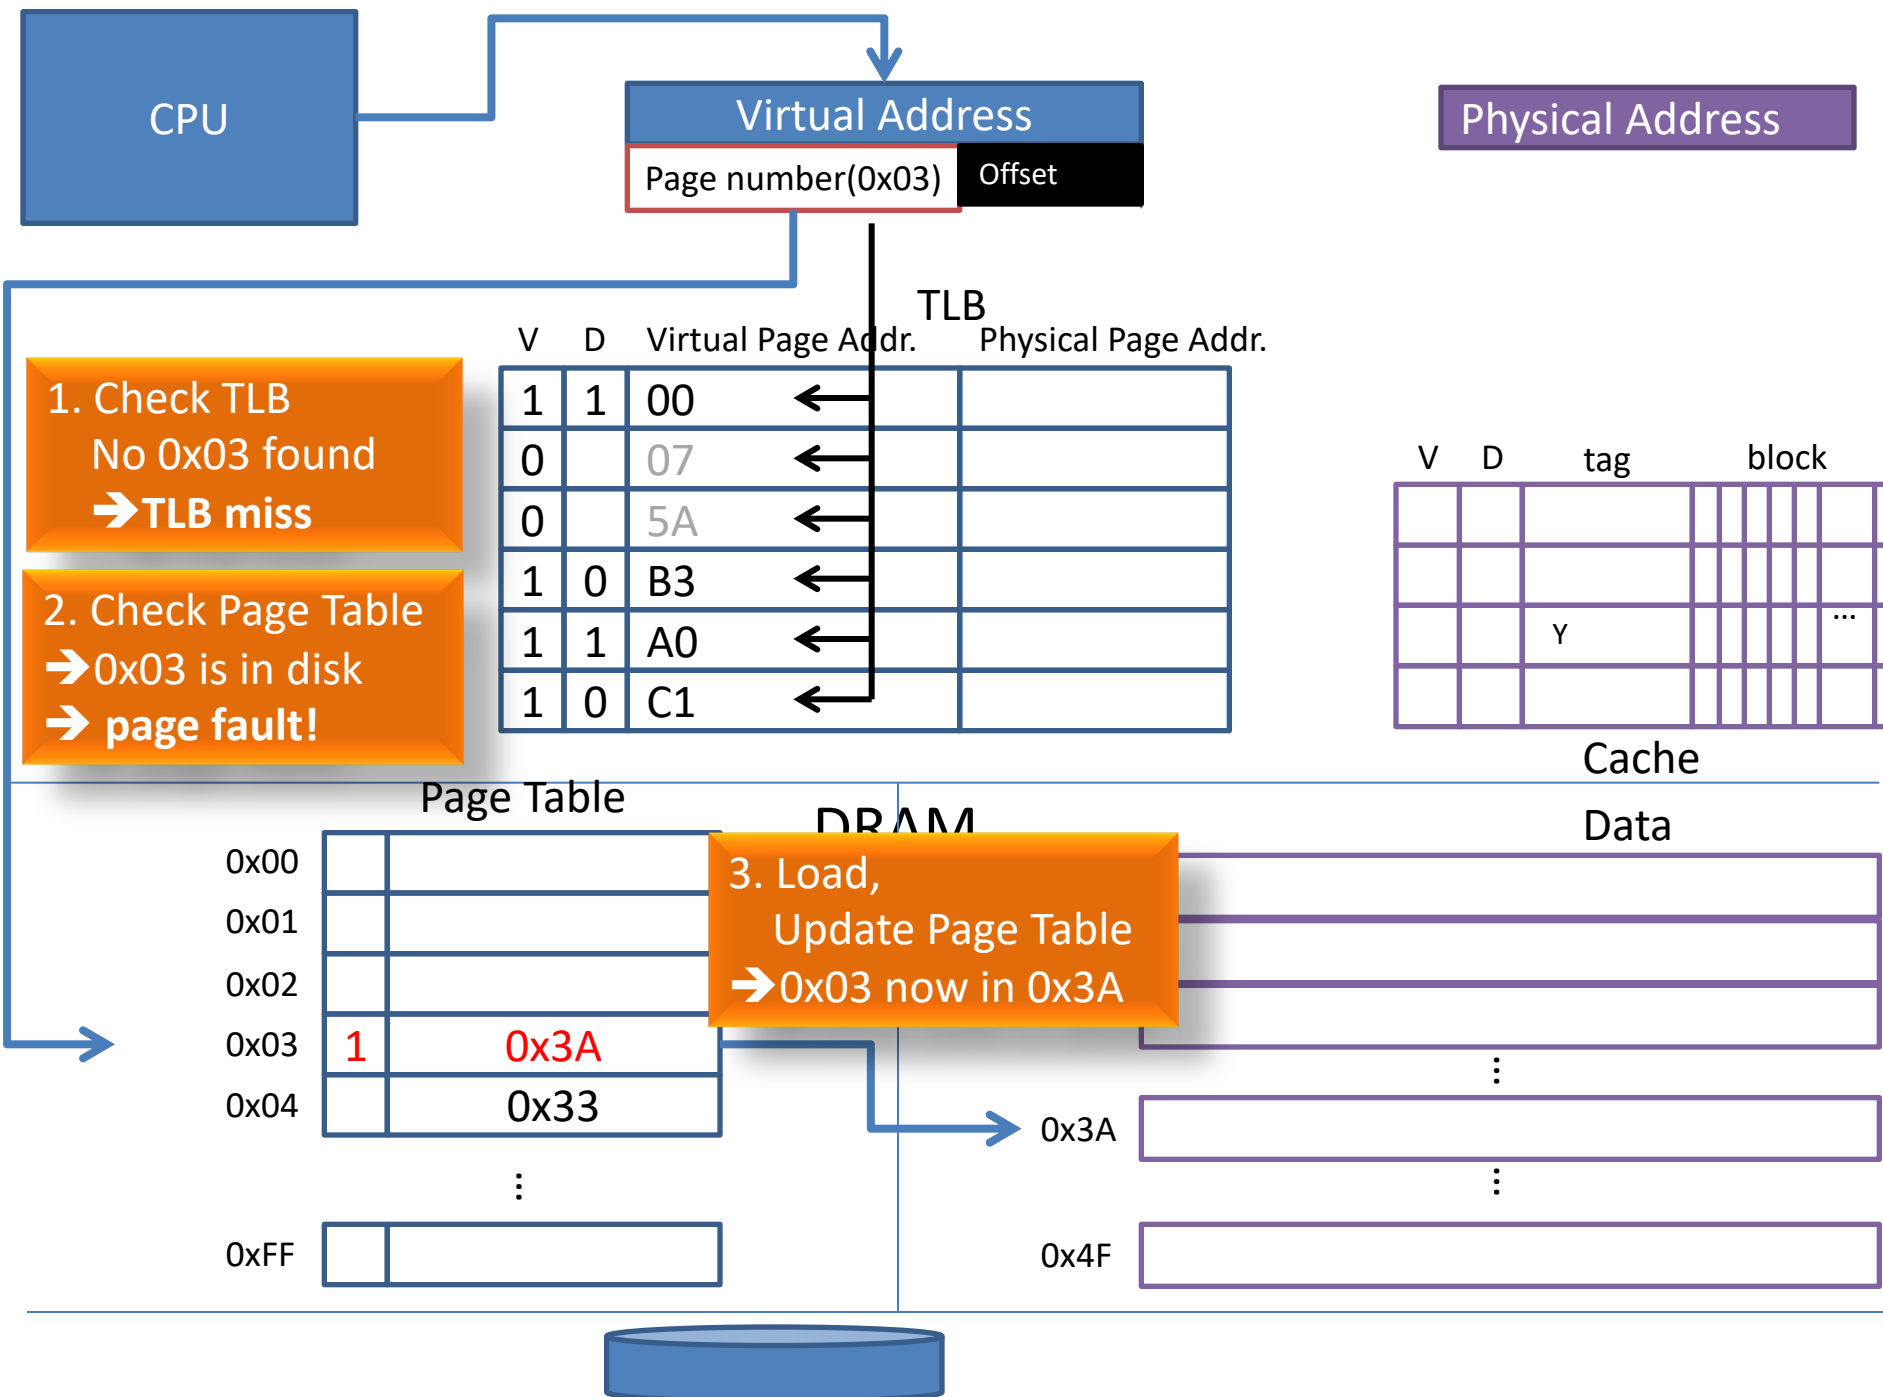 CPU
Virtual Address
Physical Address
Page number(0x03) Offset
TLB
V D Virtual Page Addr. Physical Page Addr.
1. Check TLB
No 0x03 found
➔TLB miss
2. Check Page Table
➔0x03 is in disk
➔ page fault!
1 1 00
0 07
0 5A
1 0 B3
1 1 A0
1 0 C1
V D tag block
Y ...
Cache
Page Table
DRAM
Data
3. Load,
Update Page Table
➔0x03 now in 0x3A
0x00
0x01
0x02
0x03 1 0x3A
0x04 0x33
...
0xFF
...
0x3A
...
0x4F